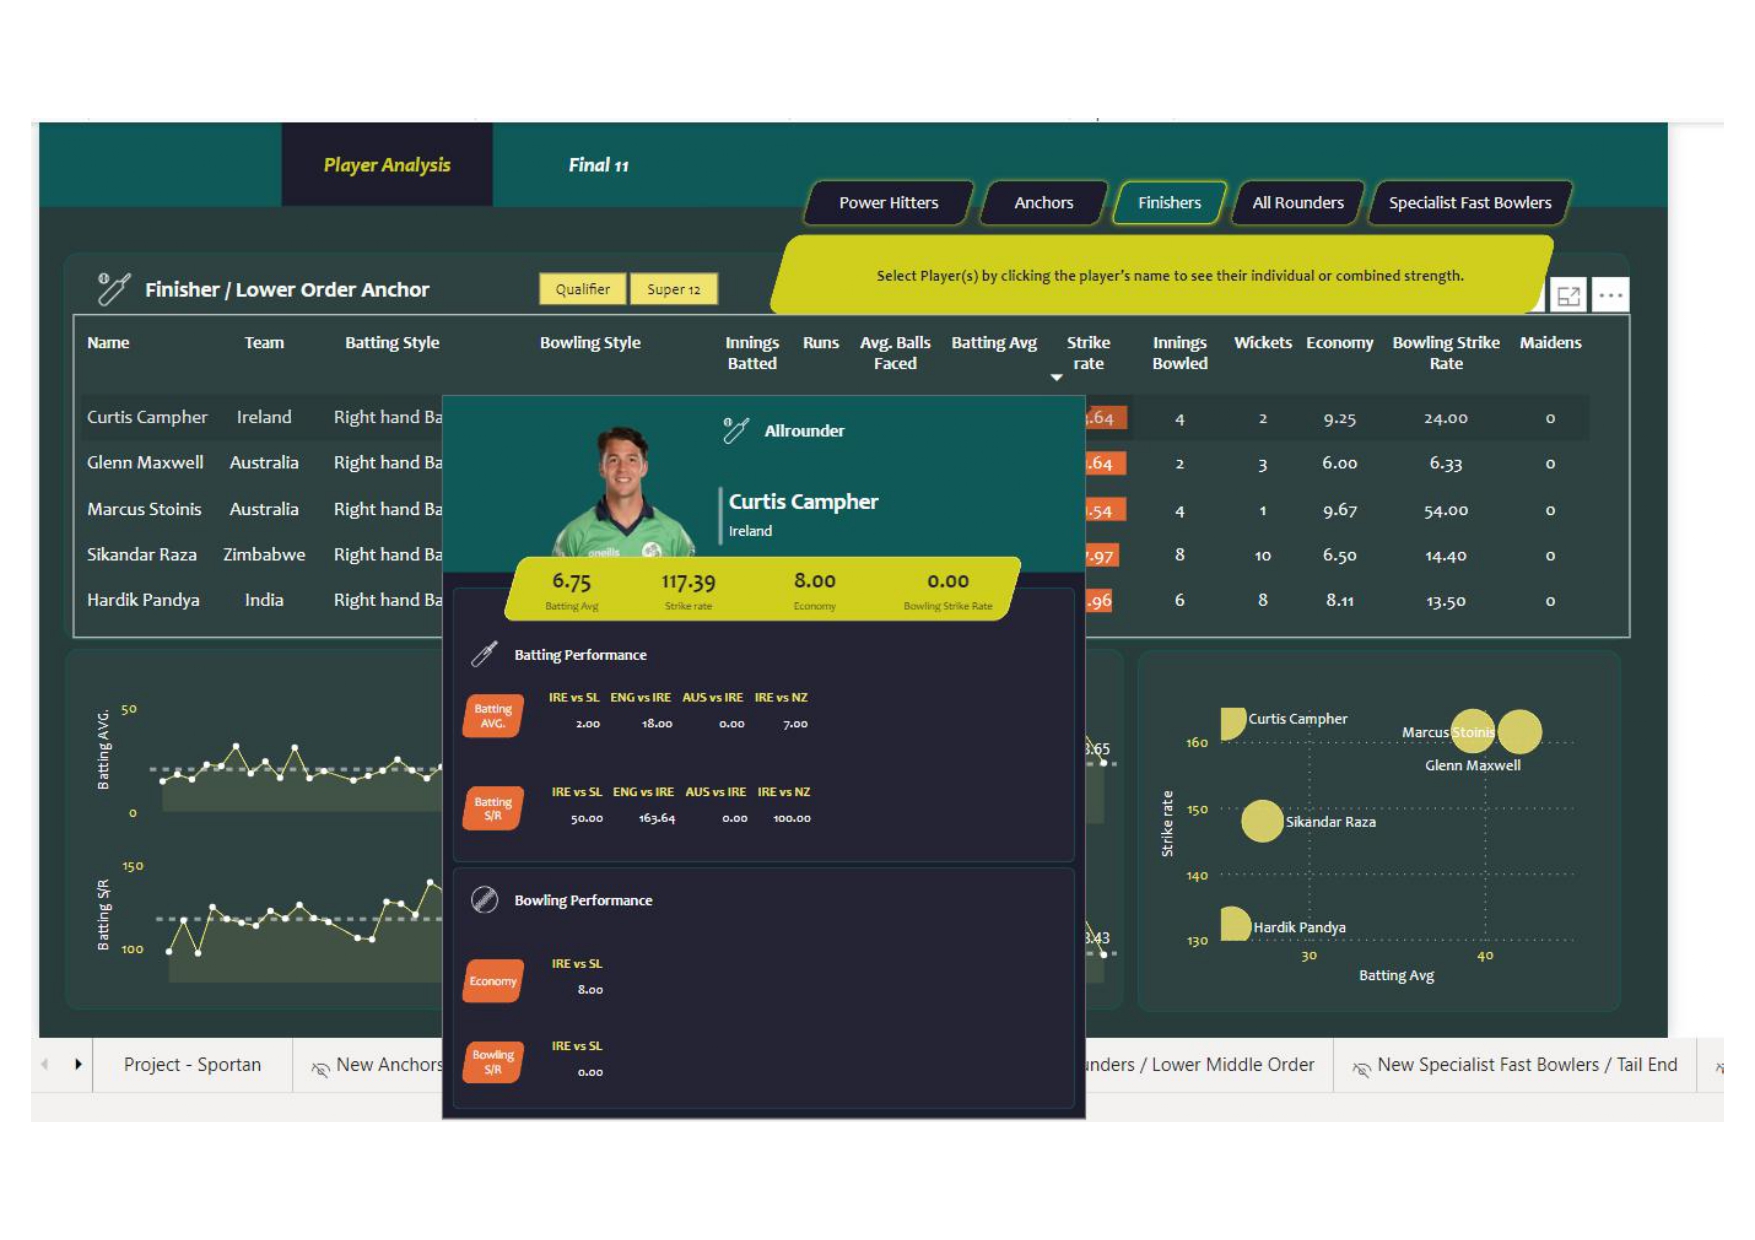 Player Analysis
Final 11
Power Hitters
Anchors
Finishers
All Rounders
Specialist Fast Bowlers
Select Player(s) by clicking the player's name to see their individual or combined strength.
Finisher / Lower Order Anchor
Qualifier
Super 12
Name Team Batting Style Bowling Style Innings Batted Runs Avg. Balls Faced Batting Avg Strike rate Innings Bowled Wickets Economy Bowling Strike Rate Maidens
Curtis Campher Ireland Right hand Ba .64 4 2 9.25 24.00 0
Glenn Maxwell Australia Right hand Ba .64 2 3 6.00 6.33 0
Marcus Stoinis Australia Right hand Ba .54 4 1 9.67 54.00 0
Sikandar Raza Zimbabwe Right hand Ba .97 8 10 6.50 14.40 0
Hardik Pandya India Right hand Ba .96 6 8 8.11 13.50 0
Allrounder
Curtis Campher
Ireland
6.75 117.39 8.00 0.00
Batting Avg Strike rate Economy Bowling Strike Rate
Batting Performance
IRE vs SL ENG vs IRE AUS vs IRE IRE vs NZ
Batting AVG.
2.00 18.00 0.00 7.00
IRE vs SL ENG vs IRE AUS vs IRE IRE vs NZ
Batting S/R
50.00 163.64 0.00 100.00
Bowling Performance
IRE vs SL
Economy
8.00
IRE vs SL
Bowling S/R
0.00
Batting AVG.
50
0
.65
Batting S/R
150
100
.43
Strike rate
160
150
140
130
Curtis Campher
Marcus Stoinis
Glenn Maxwell
Sikandar Raza
Hardik Pandya
30 40
Batting Avg
Project - Sportan
New Anchors
unders / Lower Middle Order
New Specialist Fast Bowlers / Tail End